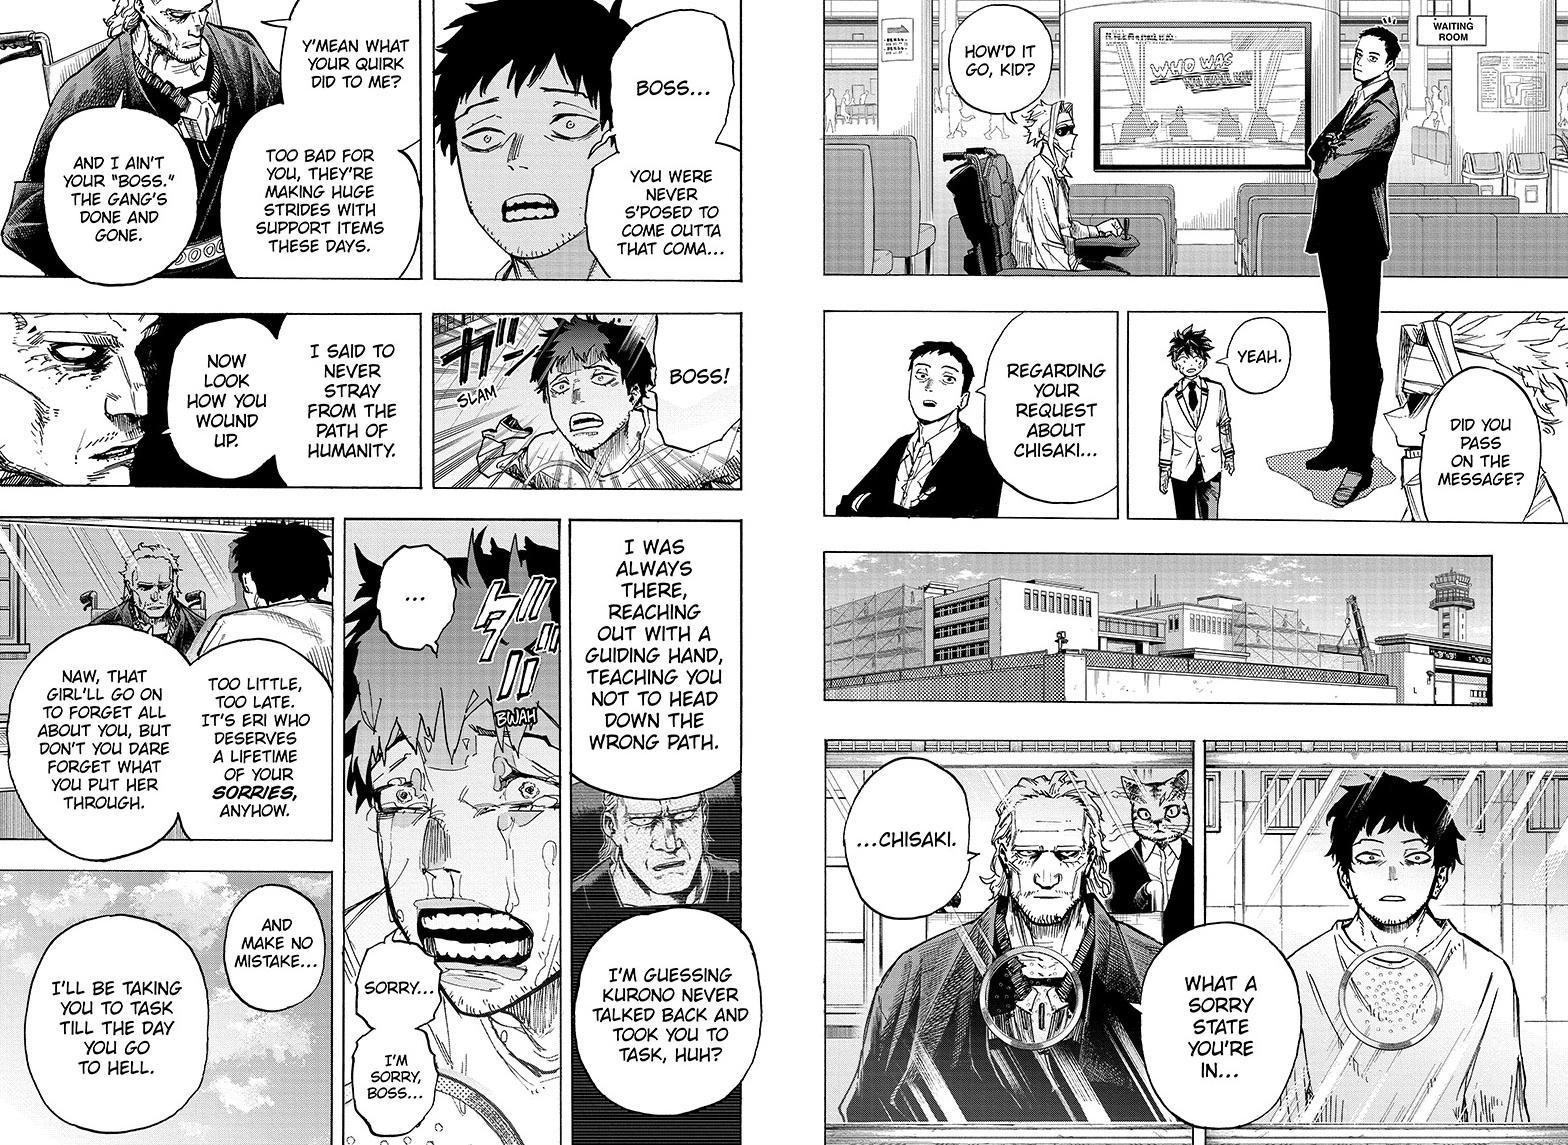 WAITING
ROOM
HOW'D IT
GO, KID?
WHO WAS
DID YOU
PASS
ON THE
MESSAGE?
YEAH.
REGARDING
YOUR
REQUEST
ABOUT
CHISAKI...
WHAT A
SORRY
STATE
YOU'RE
IN...
...CHISAKI.
BOSS...
YOU WERE
NEVER
S'POSED TO
COME OUTTA
THAT COMA...
Y'MEAN WHAT
YOUR QUIRK
DID TO ME?
TOO BAD FOR
YOU, THEY'RE
MAKING HUGE
STRIDES WITH
SUPPORT ITEMS
THESE DAYS.
AND I AIN'T
YOUR "BOSS."
THE GANG'S
DONE AND
GONE.
BOSS!
ガンッ
SLAM
I SAID TO
NEVER
STRAY
FROM THE
PATH OF
HUMANITY.
NOW
LOOK
HOW YOU
WOUND
UP.
I WAS
ALWAYS
THERE,
REACHING
OUT WITH A
GUIDING HAND,
TEACHING YOU
NOT TO HEAD
DOWN THE
WRONG PATH.
I'M GUESSING
KURONO NEVER
TALKED BACK AND
TOOK YOU TO
TASK, HUH?
...
BWAH
SORRY...
I'M
SORRY,
BOSS...
TOO LITTLE,
TOO LATE.
IT'S ERI WHO
DESERVES
A LIFETIME
OF YOUR
SORRIES,
ANYHOW.
NAW, THAT
GIRL'LL GO ON
TO FORGET ALL
ABOUT YOU, BUT
DON'T YOU DARE
FORGET WHAT
YOU PUT HER
THROUGH.
AND
MAKE NO
MISTAKE...
I'LL BE TAKING
YOU TO TASK
TILL THE DAY
YOU GO
TO HELL.